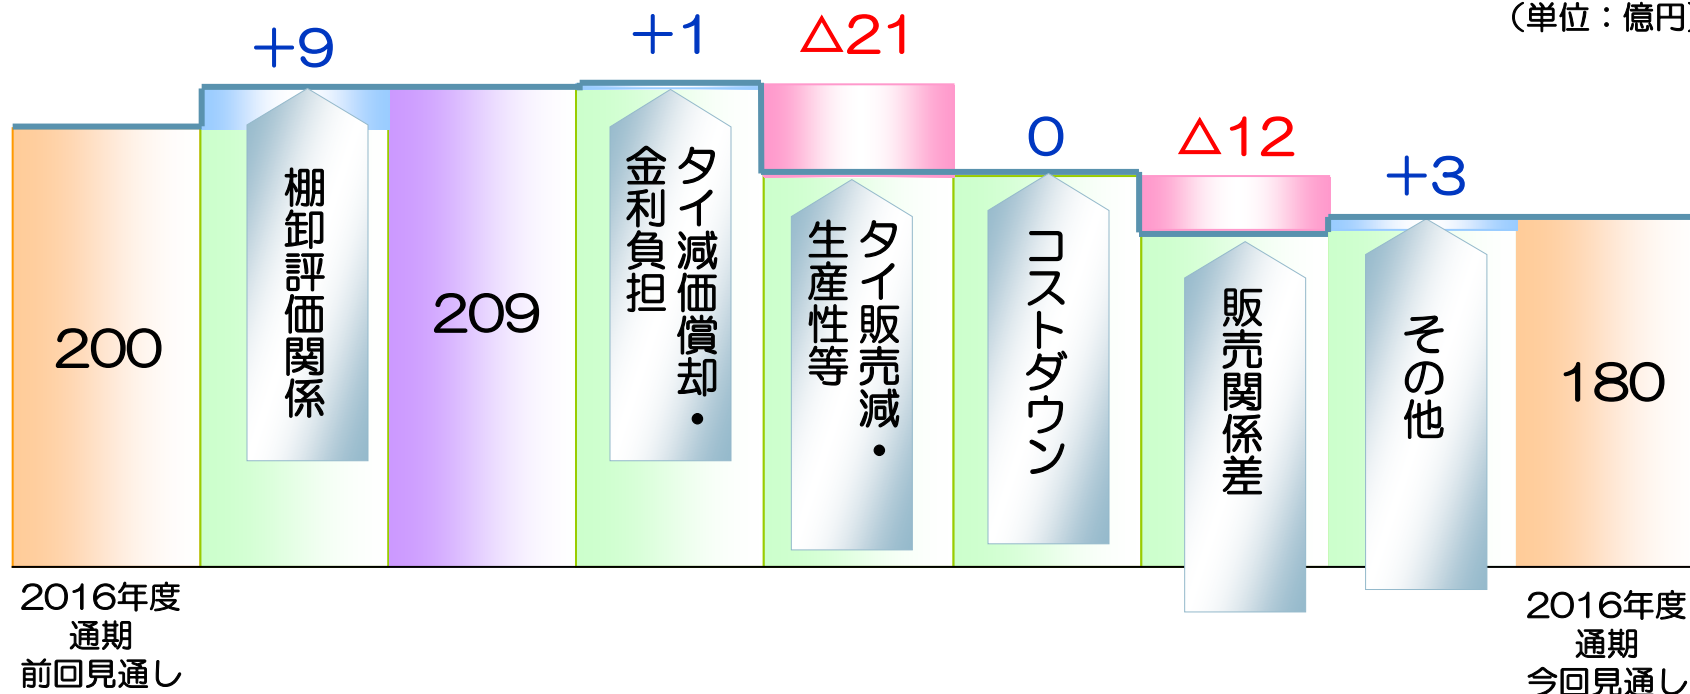 （単位：億円）
+9
+1
△21
0
△12
+3
200
棚卸評価関係
209
タイ減価償却・
金利負担
タイ販売減・
生産性等
コストダウン
販売関係差
その他
180
2016年度
通期
前回見通し
2016年度
通期
今回見通し